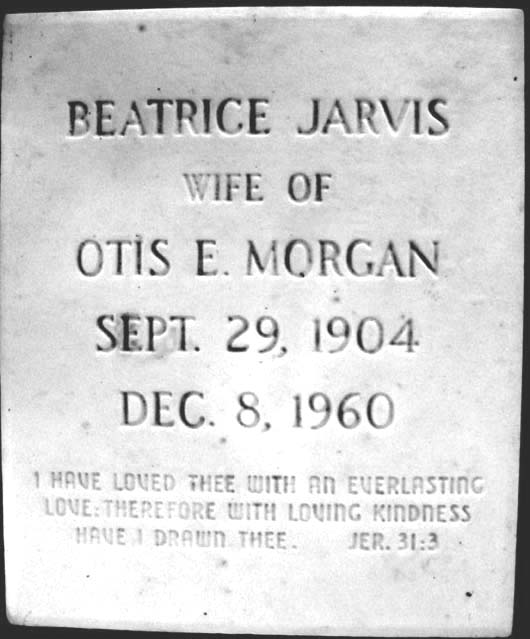 BEATRICE JARVIS
WIFE OF
OTIS E. MORGAN
SEPT. 29, 1904
DEC. 8, 1960
I HAVE LOVED THEE WITH AN EVERLASTING
LOVE: THEREFORE WITH LOVING KINDNESS
HAVE I DRAWN THEE. JER. 31:3